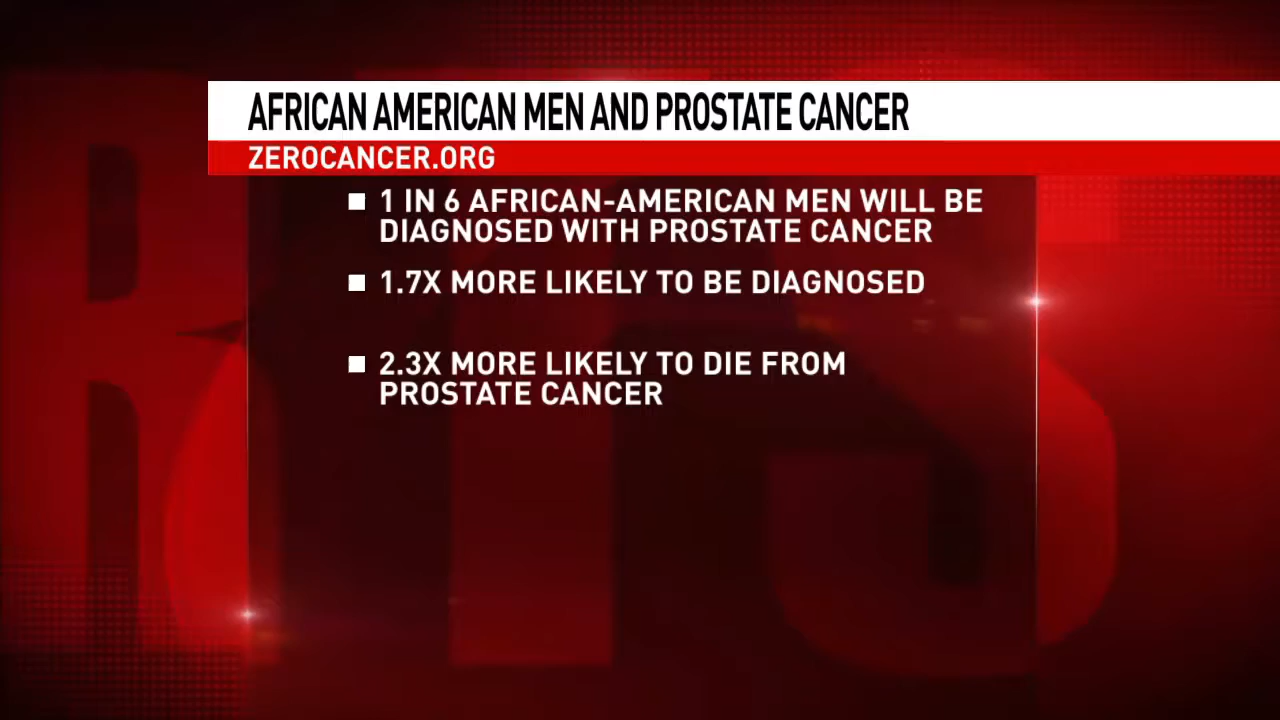 AFRICAN AMERICAN MEN AND PROSTATE CANCER
ZEROCANCER.ORG
1 IN 6 AFRICAN-AMERICAN MEN WILL BE
DIAGNOSED WITH PROSTATE CANCER
1.7X MORE LIKELY TO BE DIAGNOSED
2.3X MORE LIKELY TO DIE FROM
PROSTATE CANCER